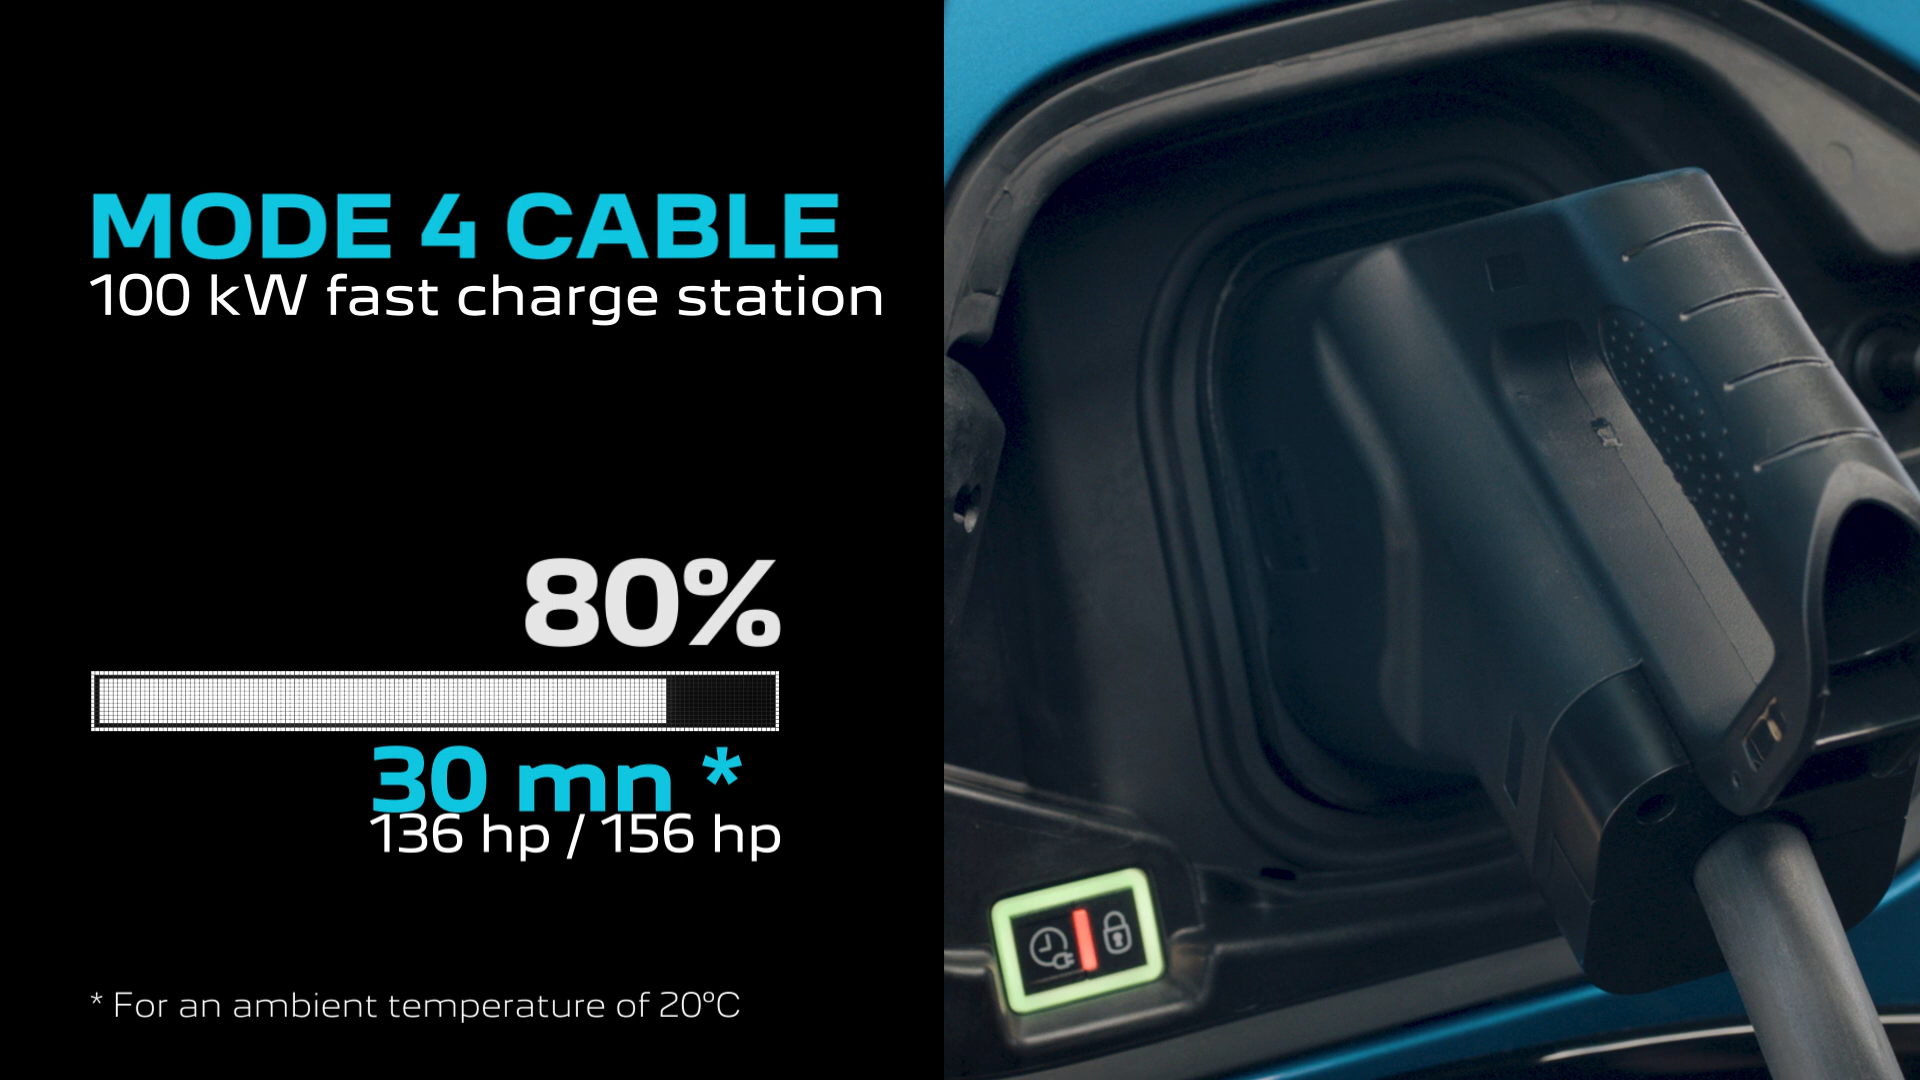 MODE 4 CABLE
100 kW fast charge station
80%
30 mn *
136 hp / 156 hp
* For an ambient temperature of 20°C